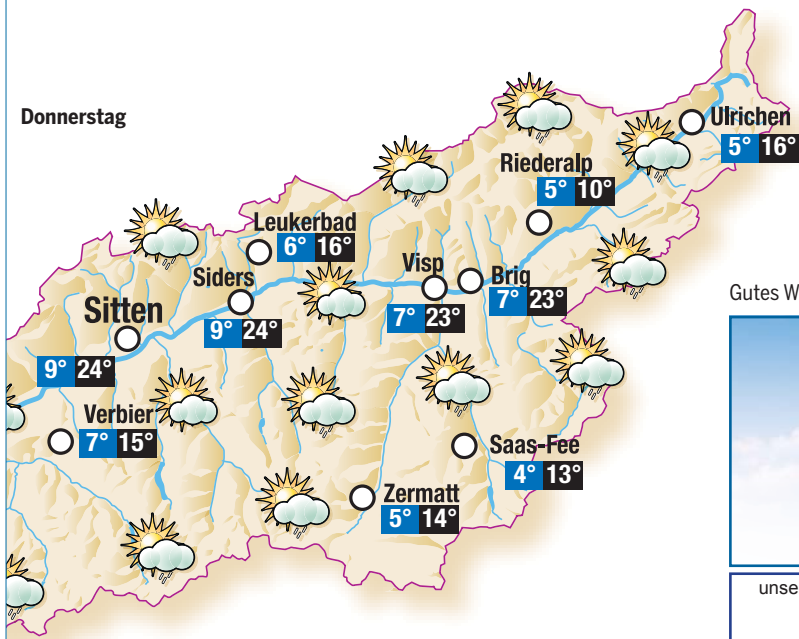 Donnerstag
Ulrichen
5° 16°
Riederalp
5° 10°
Leukerbad
6° 16°
Siders
9° 24°
Visp
7° 23°
Brig
7° 23°
Sitten
9° 24°
Verbier
7° 15°
Saas-Fee
4° 13°
Zermatt
5° 14°
Gutes W
unse